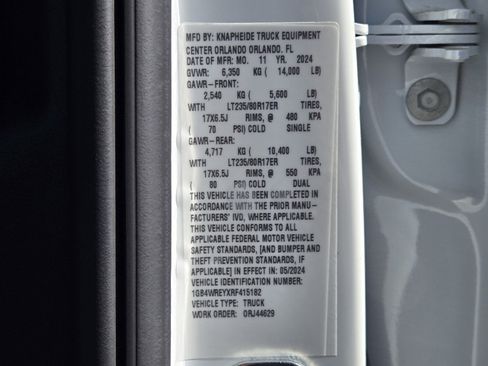 MFGD BY: KNAPHEIDE TRUCK EQUIPMENT
CENTER ORLANDO ORLANDO, FL
DATE OF MFR: MO. 11 YR. 2024
GVWR: 6,350 KG ( 14,000 LB)
GAWR-FRONT:
2,540 KG ( 5,600 LB)
WITH LT235/80R17ER TIRES,
17X6.5J RIMS, @ 480 KPA
( 70 PSI) COLD SINGLE
GAWR-REAR:
4,717 KG ( 10,400 LB)
WITH LT235/80R17ER TIRES,
17X6.5J RIMS, @ 550 KPA
( 80 PSI) COLD DUAL
THIS VEHICLE HAS BEEN COMPLETED IN
ACCORDANCE WITH THE PRIOR MANU-
FACTURERS' IVD, WHERE APPLICABLE.
THIS VEHICLE CONFORMS TO ALL
APPLICABLE FEDERAL MOTOR VEHICLE
SAFETY STANDARDS, [AND BUMPER AND
THEFT PREVENTION STANDARDS, IF
APPLICABLE] IN EFFECT IN: 05/2024
VEHICLE IDENTIFICATION NUMBER:
1GB4WREYXRF415182
VEHICLE TYPE: TRUCK
WORK ORDER: ORJ44629